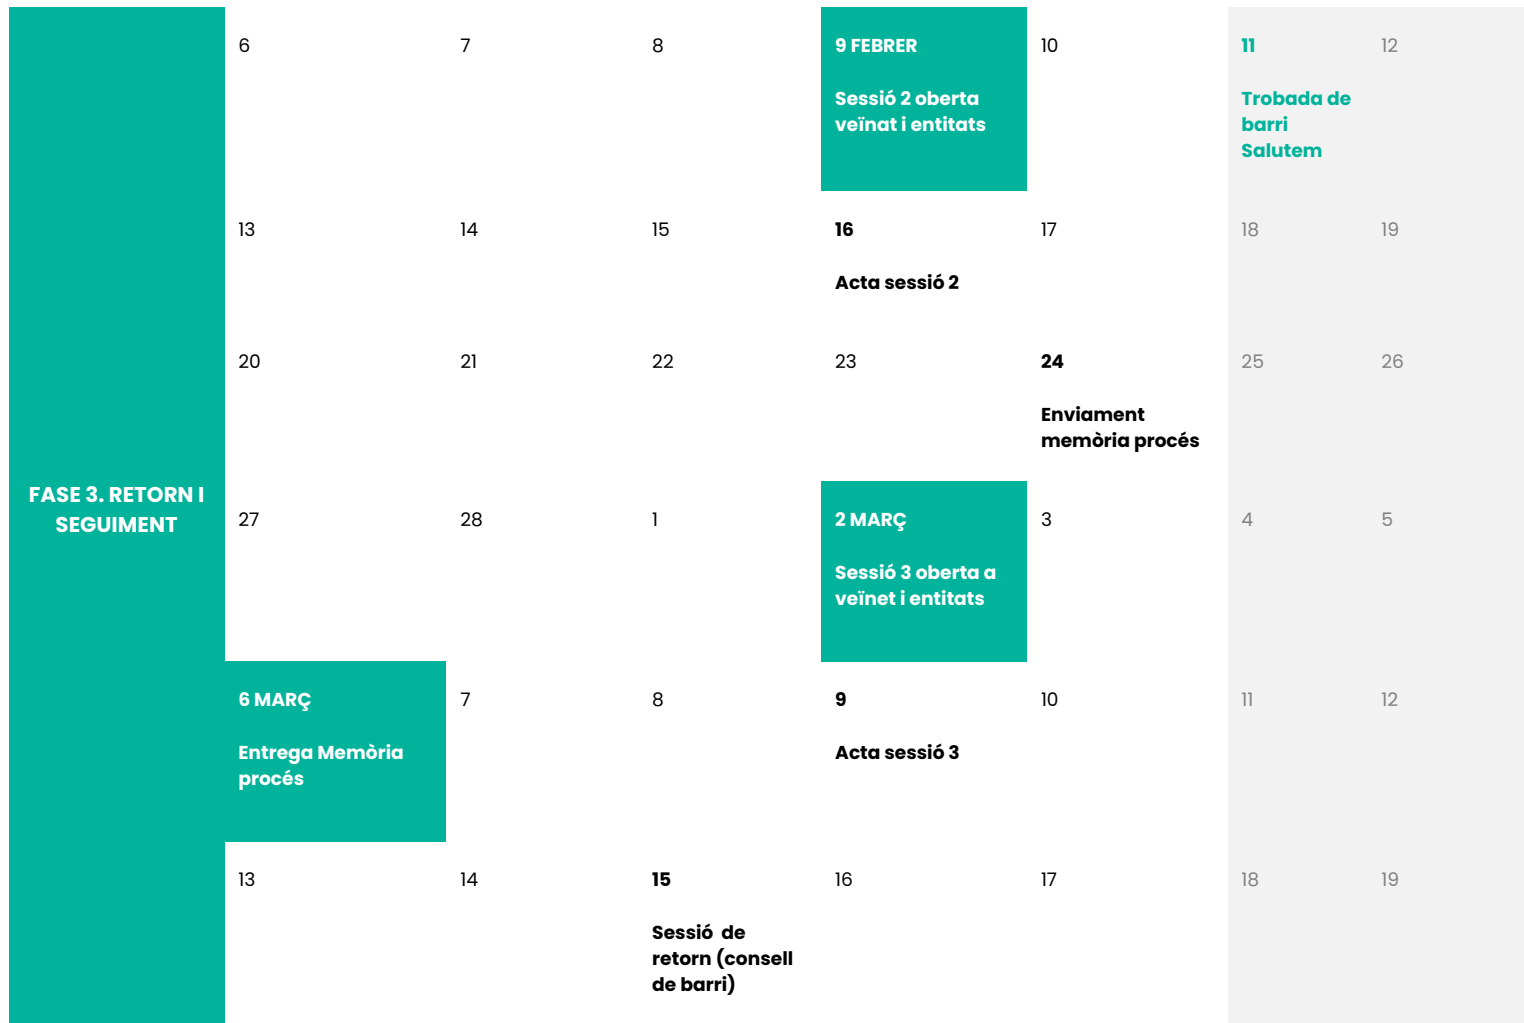 6 7 8 9 FEBRER 10 11 12
Sessió 2 oberta
veïnat i entitats
Trobada de
barri
Salutem
13 14 15 16 17 18 19
Acta sessió 2
20 21 22 23 24 25 26
Enviament
memòria procés
FASE 3. RETORN I
SEGUIMENT
27 28 1 2 MARÇ 3 4 5
Sessió 3 oberta a
veïnet i entitats
6 MARÇ 7 8 9 10 11 12
Entrega Memòria
procés
Acta sessió 3
13 14 15 16 17 18 19
Sessió de
retorn (consell
de barri)